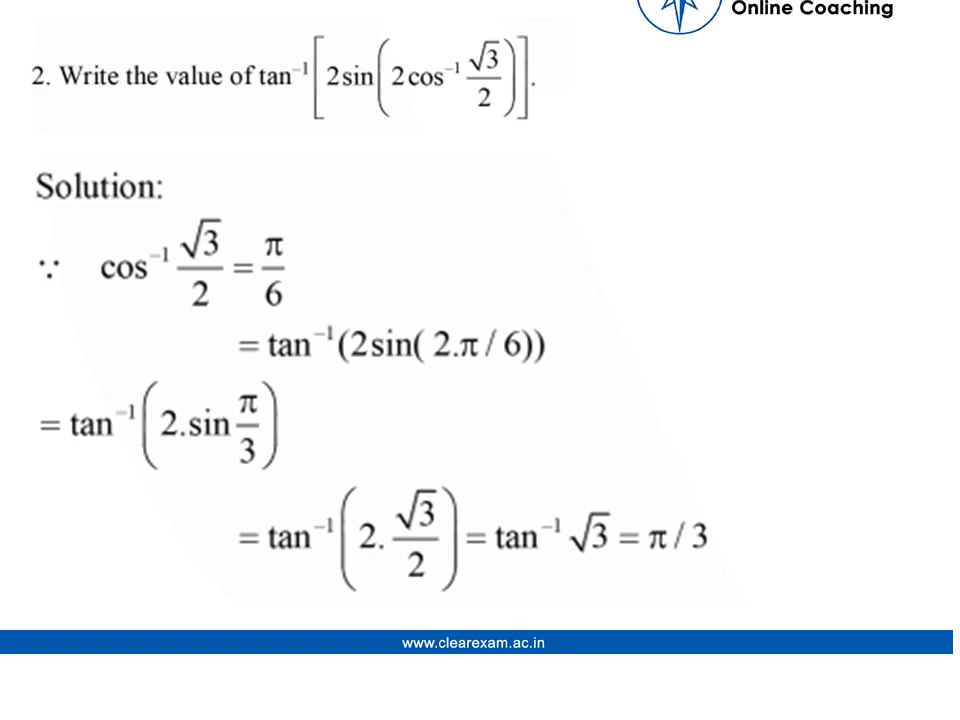 Online Coaching
2. Write the value of tan⁻¹[2sin(2cos⁻¹ √3/2)].
Solution:
∵ cos⁻¹ √3/2 = π/6
= tan⁻¹(2sin( 2.π / 6))
= tan⁻¹(2.sin π/3)
= tan⁻¹(2. √3/2) = tan⁻¹ √3 = π / 3
www.clearexam.ac.in